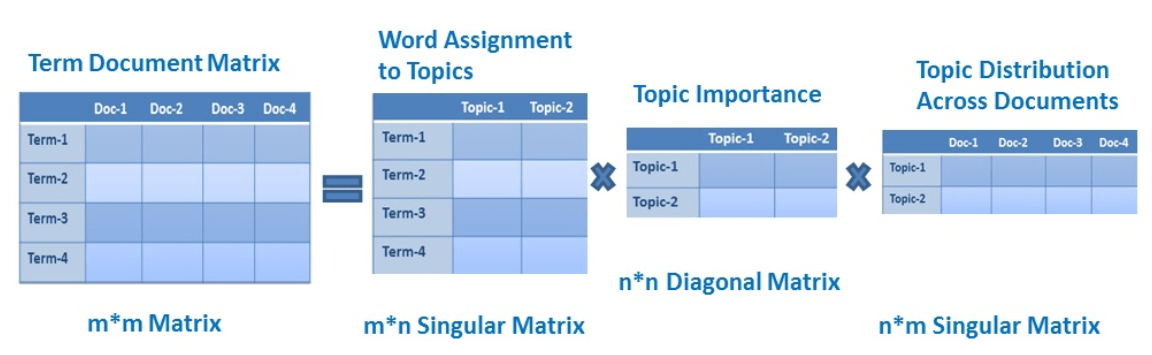 Term Document Matrix
Doc-1 Doc-2 Doc-3 Doc-4
Term-1
Term-2
Term-3
Term-4
m*m Matrix
Word Assignment
to Topics
Topic-1 Topic-2
Term-1
Term-2
Term-3
Term-4
m*n Singular Matrix
Topic Importance
Topic-1 Topic-2
Topic-1
Topic-2
n*n Diagonal Matrix
Topic Distribution
Across Documents
Doc-1 Doc-2 Doc-3 Doc-4
Topic-1
Topic-2
n*m Singular Matrix